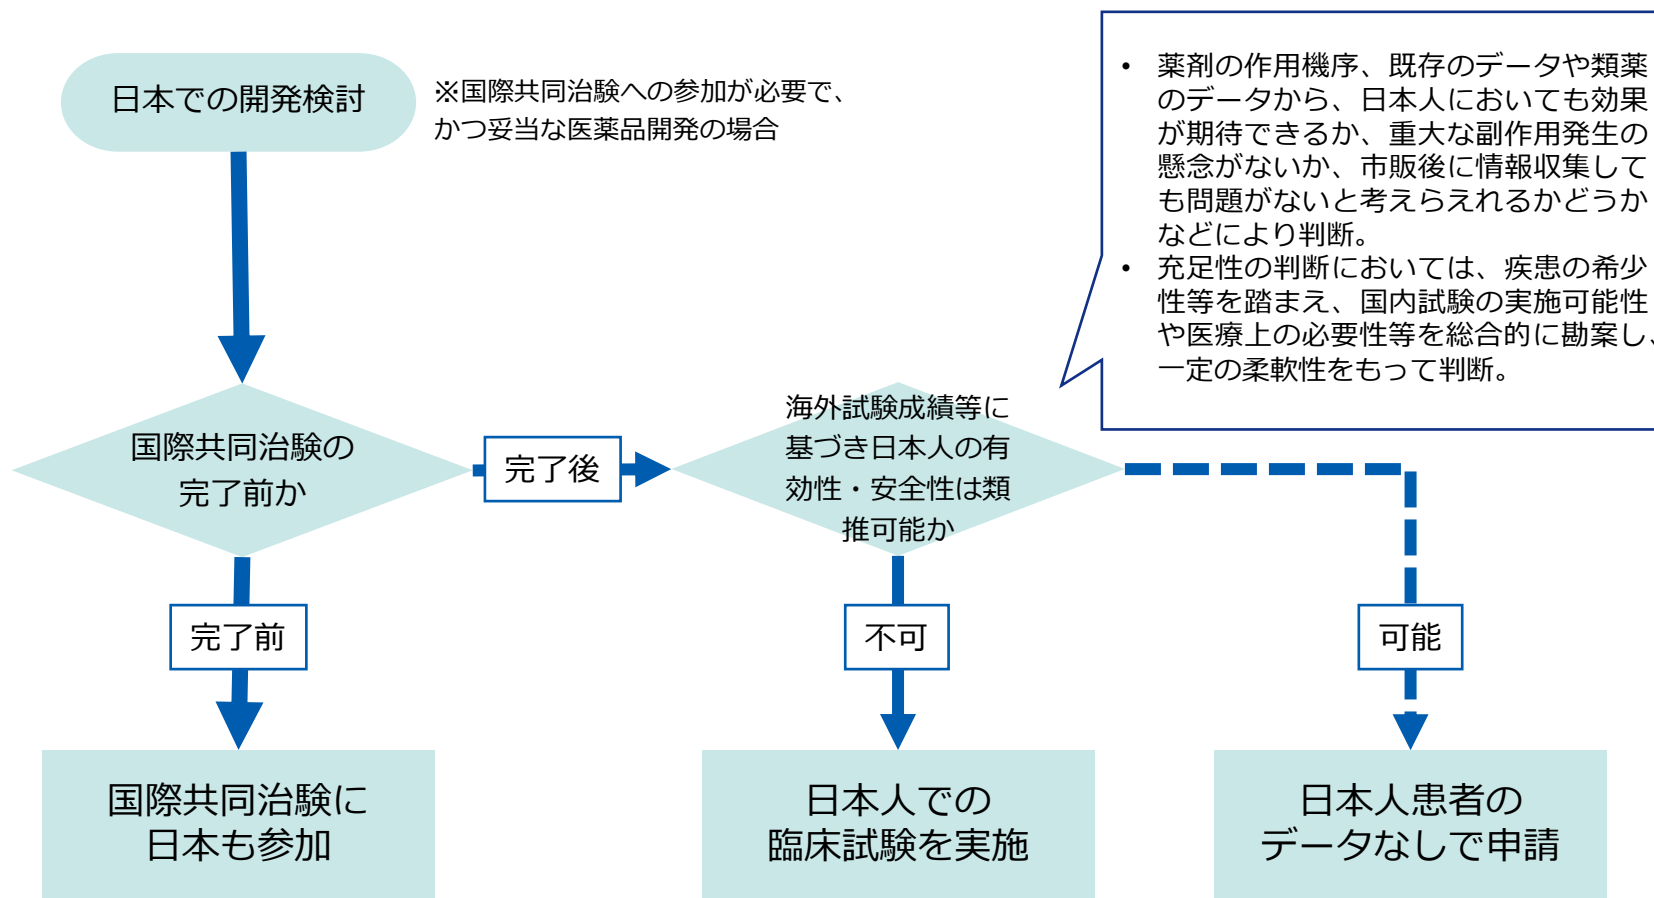 日本での開発検討
※国際共同治験への参加が必要で、
かつ妥当な医薬品開発の場合
• 薬剤の作用機序、既存のデータや類薬
のデータから、日本人においても効果
が期待できるか、重大な副作用発生の
懸念がないか、市販後に情報収集して
も問題がないと考えらえれるかどうか
などにより判断。
• 充足性の判断においては、疾患の希少
性等を踏まえ、国内試験の実施可能性
や医療上の必要性等を総合的に勘案し、
一定の柔軟性をもって判断。
国際共同治験の
完了前か
完了後
海外試験成績等に
基づき日本人の有
効性・安全性は類
推可能か
完了前
不可
可能
国際共同治験に
日本も参加
日本人での
臨床試験を実施
日本人患者の
データなしで申請